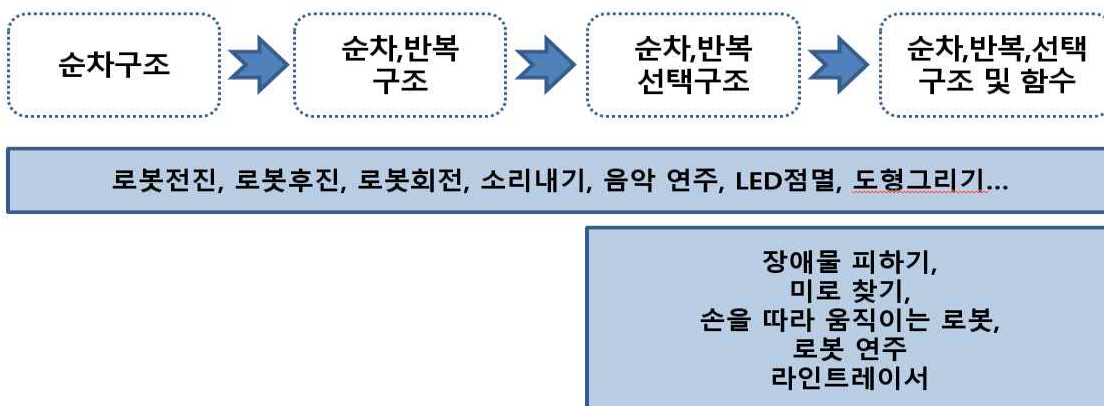 순차구조
순차,반복
구조
순차,반복
선택구조
순차,반복,선택
구조 및 함수
로봇전진, 로봇후진, 로봇회전, 소리내기, 음악 연주, LED점멸, 도형그리기...
장애물 피하기,
미로 찾기,
손을 따라 움직이는 로봇,
로봇 연주
라인트레이서